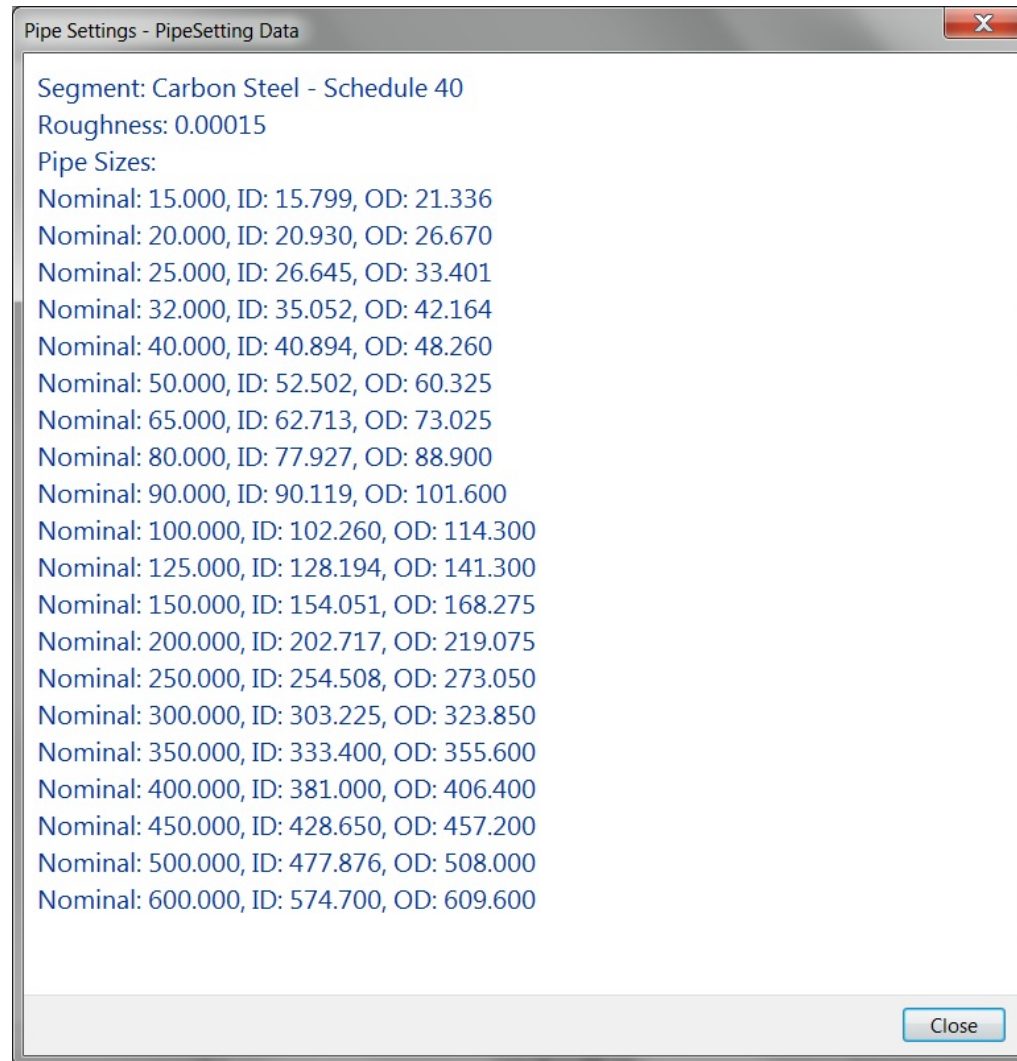 Pipe Settings - PipeSetting Data
Segment: Carbon Steel - Schedule 40
Roughness: 0.00015
Pipe Sizes:
Nominal: 15.000, ID: 15.799, OD: 21.336
Nominal: 20.000, ID: 20.930, OD: 26.670
Nominal: 25.000, ID: 26.645, OD: 33.401
Nominal: 32.000, ID: 35.052, OD: 42.164
Nominal: 40.000, ID: 40.894, OD: 48.260
Nominal: 50.000, ID: 52.502, OD: 60.325
Nominal: 65.000, ID: 62.713, OD: 73.025
Nominal: 80.000, ID: 77.927, OD: 88.900
Nominal: 90.000, ID: 90.119, OD: 101.600
Nominal: 100.000, ID: 102.260, OD: 114.300
Nominal: 125.000, ID: 128.194, OD: 141.300
Nominal: 150.000, ID: 154.051, OD: 168.275
Nominal: 200.000, ID: 202.717, OD: 219.075
Nominal: 250.000, ID: 254.508, OD: 273.050
Nominal: 300.000, ID: 303.225, OD: 323.850
Nominal: 350.000, ID: 333.400, OD: 355.600
Nominal: 400.000, ID: 381.000, OD: 406.400
Nominal: 450.000, ID: 428.650, OD: 457.200
Nominal: 500.000, ID: 477.876, OD: 508.000
Nominal: 600.000, ID: 574.700, OD: 609.600
Close